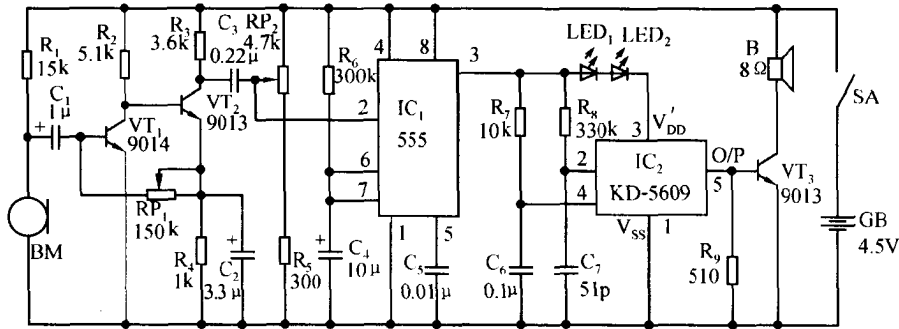 R₁
15k
C₁
1μ
+
BM
R₂
5.1k
VT₁
9014
RP₁
150k
R₃
3.6k
VT₂
9013
R₄
1k
+
C₂
3.3μ
C₃
0.22μ
RP₂
4.7k
R₅
300
R₆
300k
+
C₄
10μ
4
8
3
2
IC₁
555
6
7
1
5
C₅
0.01μ
R₇
10k
C₆
0.1μ
R₈
330k
C₇
51p
LED₁
LED₂
3
V'DD
2
IC₂
KD-5609
4
VSS
1
O/P
5
R₉
510
B
8Ω
VT₃
9013
SA
GB
4.5V